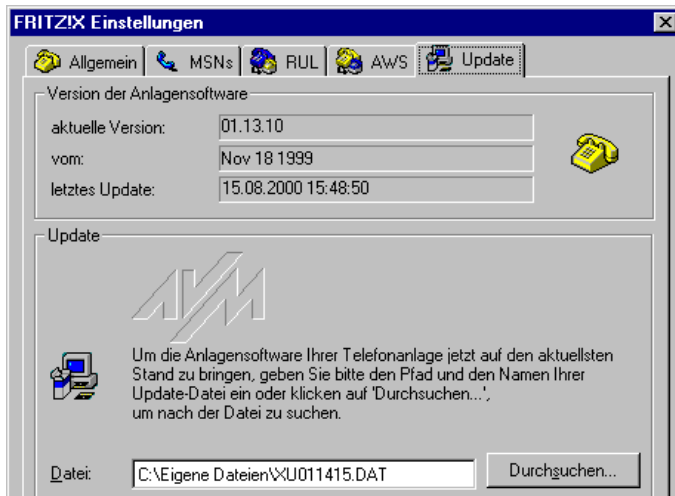 FRITZ!X Einstellungen
Allgemein MSNs RUL AWS Update
Version der Anlagensoftware
aktuelle Version: 01.13.10
vom: Nov 18 1999
letztes Update: 15.08.2000 15:48:50
Update
AVM
Um die Anlagensoftware Ihrer Telefonanlage jetzt auf den aktuellsten
Stand zu bringen, geben Sie bitte den Pfad und den Namen Ihrer
Update-Datei ein oder klicken auf 'Durchsuchen...',
um nach der Datei zu suchen.
Datei: C:\Eigene Dateien\XU011415.DAT Durchsuchen...